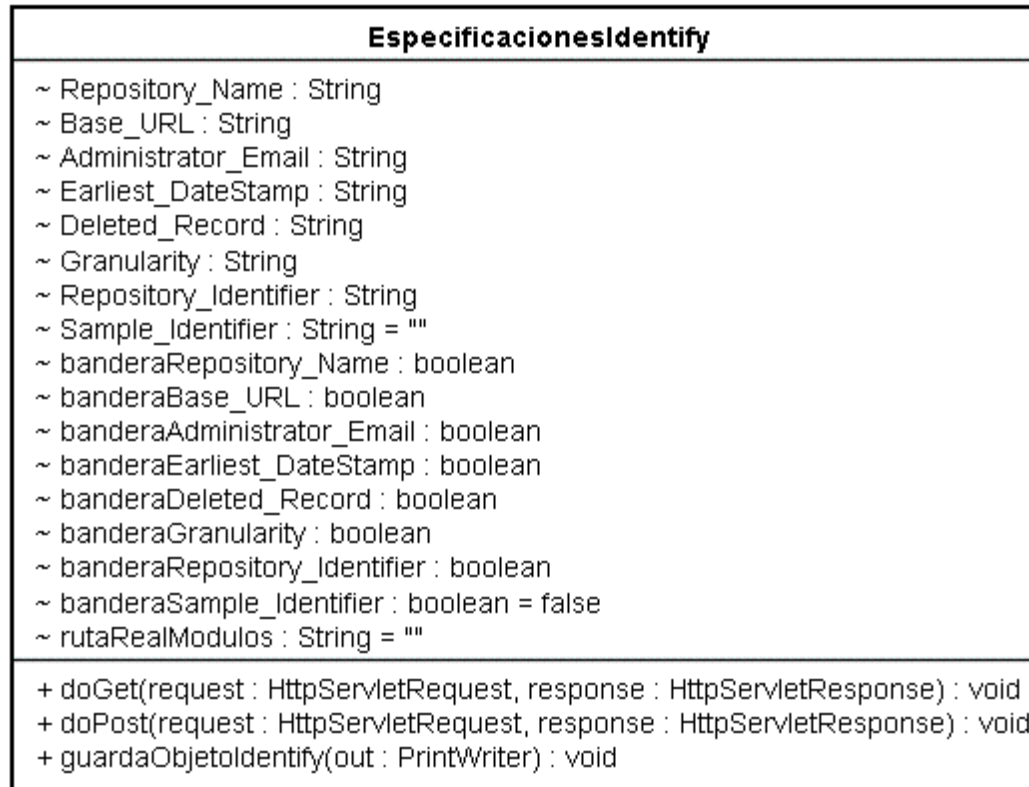 EspecificacionesIdentify
~ Repository_Name : String
~ Base_URL : String
~ Administrator_Email : String
~ Earliest_DateStamp : String
~ Deleted_Record : String
~ Granularity : String
~ Repository_Identifier : String
~ Sample_Identifier : String = ""
~ banderaRepository_Name : boolean
~ banderaBase_URL : boolean
~ banderaAdministrator_Email : boolean
~ banderaEarliest_DateStamp : boolean
~ banderaDeleted_Record : boolean
~ banderaGranularity : boolean
~ banderaRepository_Identifier : boolean
~ banderaSample_Identifier : boolean = false
~ rutaRealModulos : String = ""
+ doGet(request : HttpServletRequest, response : HttpServletResponse) : void
+ doPost(request : HttpServletRequest, response : HttpServletResponse) : void
+ guardaObjetoIdentify(out : PrintWriter) : void